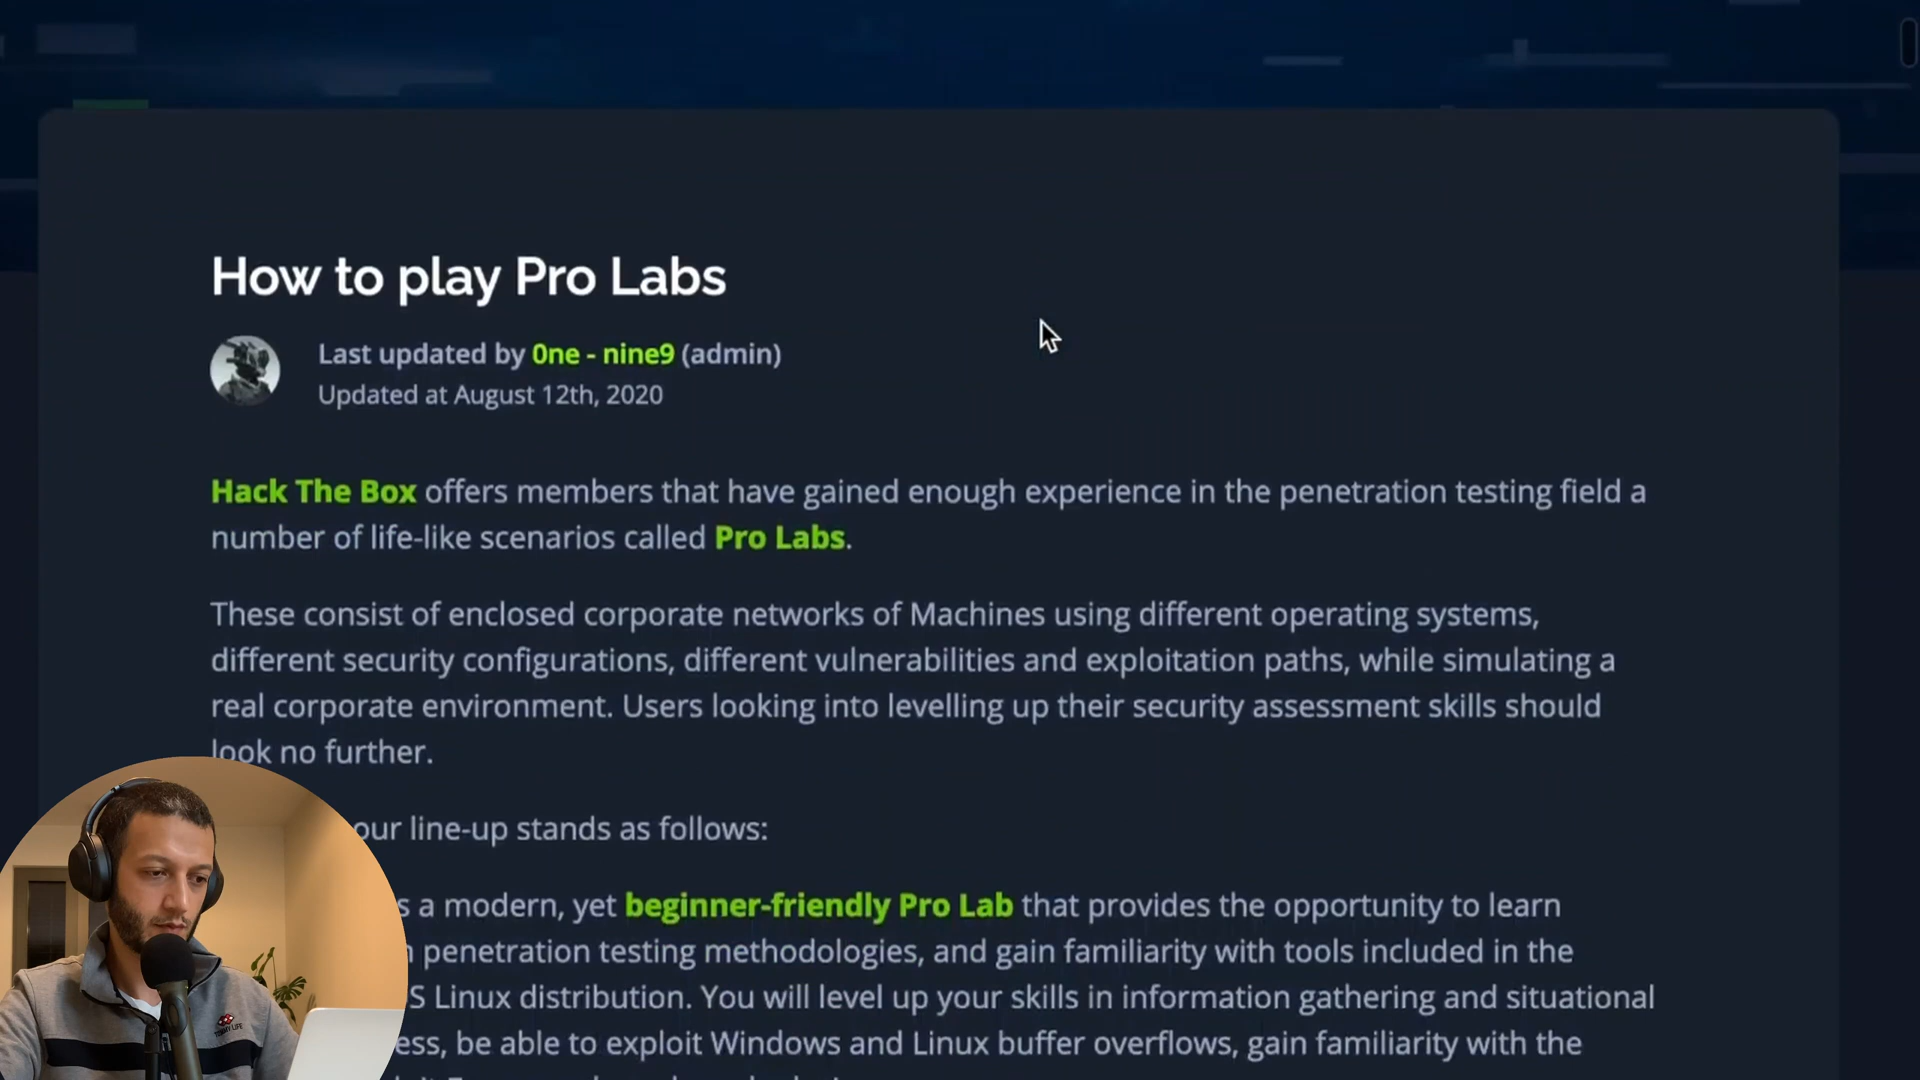 How to play Pro Labs
Last updated by 0ne - nine9 (admin)
Updated at August 12th, 2020
Hack The Box offers members that have gained enough experience in the penetration testing field a
number of life-like scenarios called Pro Labs.
These consist of enclosed corporate networks of Machines using different operating systems,
different security configurations, different vulnerabilities and exploitation paths, while simulating a
real corporate environment. Users looking into levelling up their security assessment skills should
look no further.
our line-up stands as follows:
s a modern, yet beginner-friendly Pro Lab that provides the opportunity to learn
penetration testing methodologies, and gain familiarity with tools included in the
S Linux distribution. You will level up your skills in information gathering and situational
ess, be able to exploit Windows and Linux buffer overflows, gain familiarity with the
TOMMY LIFE